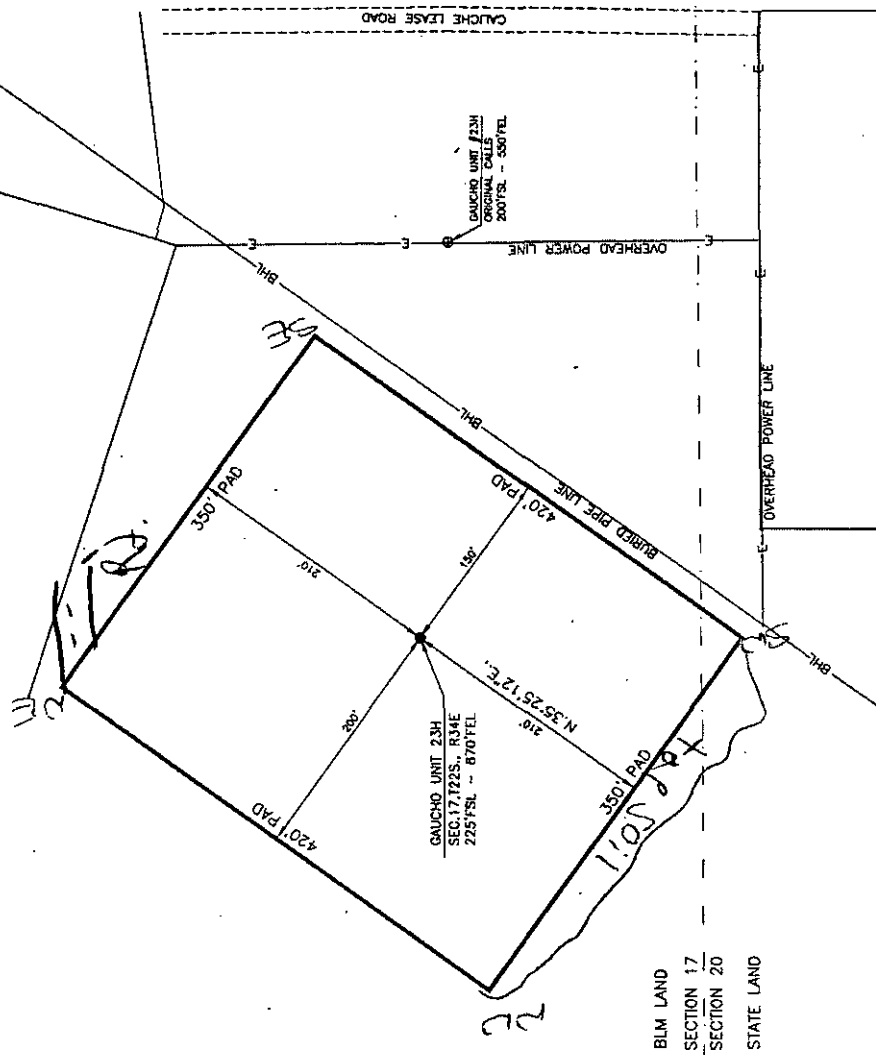 CALICHE LEASE ROAD
GAUCHO UNIT #23H
ORIGINAL CALLS
200'FSL - 550'FEL
E
E
E
OVERHEAD POWER LINE
E
E
E
OVERHEAD POWER LINE
BHL
BHL
BHL
BURIED PIPE LINE
350' PAD
420' PAD
420' PAD
350' PAD
210'
150'
200'
210'
N.35°25'12"E.,
GAUCHO UNIT 23H
SEC.17,T22S., R34E
225'FSL - 870'FEL
Soil
BLM LAND
SECTION 17
SECTION 20
STATE LAND